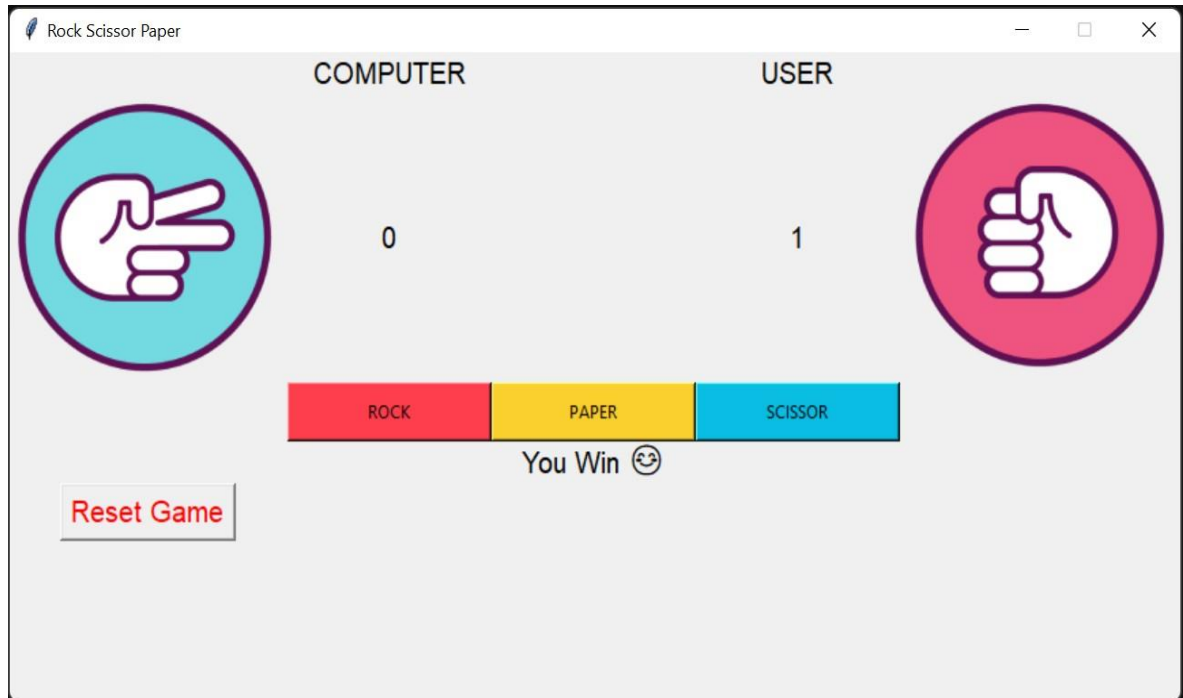 Rock Scissor Paper
COMPUTER USER
0 1
ROCK PAPER SCISSOR
You Win 😊
Reset Game